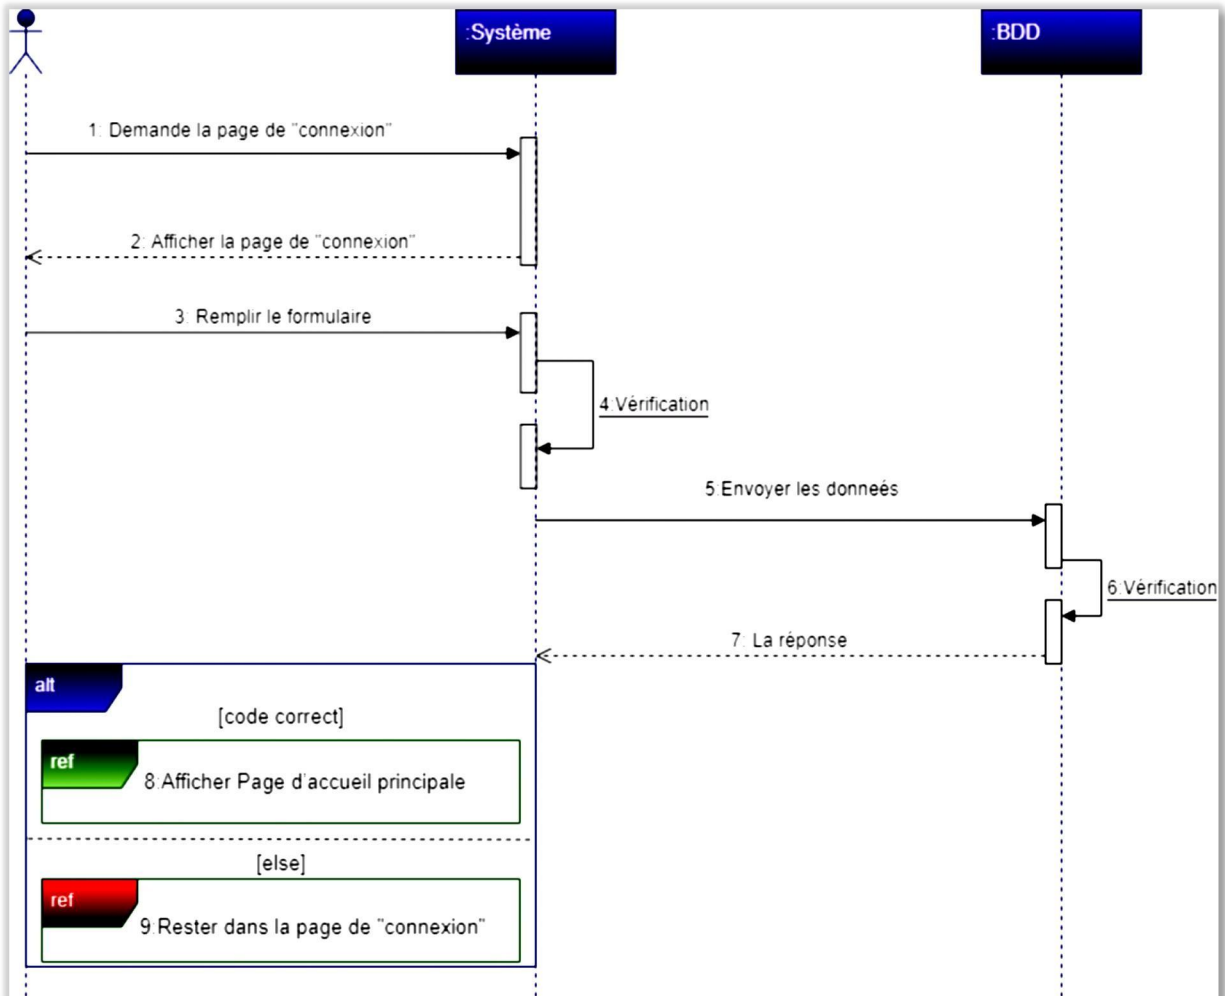 :Système
:BDD
1: Demande la page de "connexion"
2: Afficher la page de "connexion"
3: Remplir le formulaire
4:Vérification
5:Envoyer les donneés
6:Vérification
7: La réponse
alt
[code correct]
ref
8:Afficher Page d'accueil principale
[else]
ref
9:Rester dans la page de "connexion"